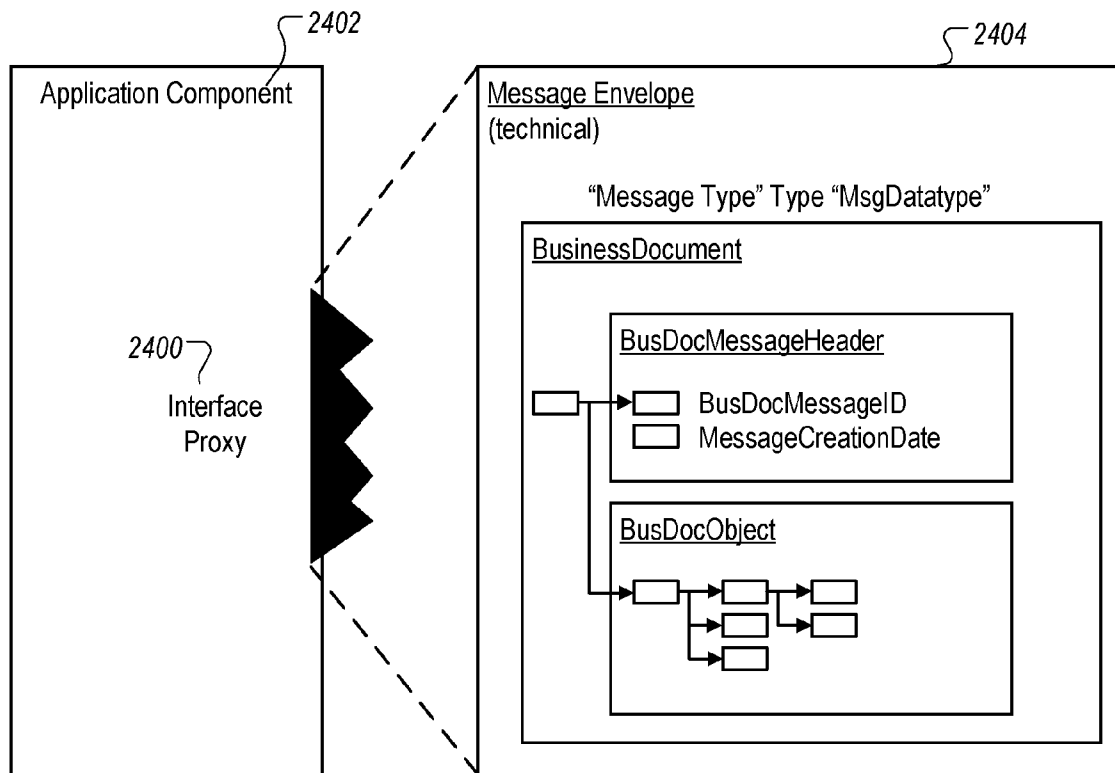 2402
Application Component
2400
Interface
Proxy
2404
Message Envelope
(technical)
“Message Type” Type “MsgDatatype”
BusinessDocument
BusDocMessageHeader
BusDocMessageID
MessageCreationDate
BusDocObject